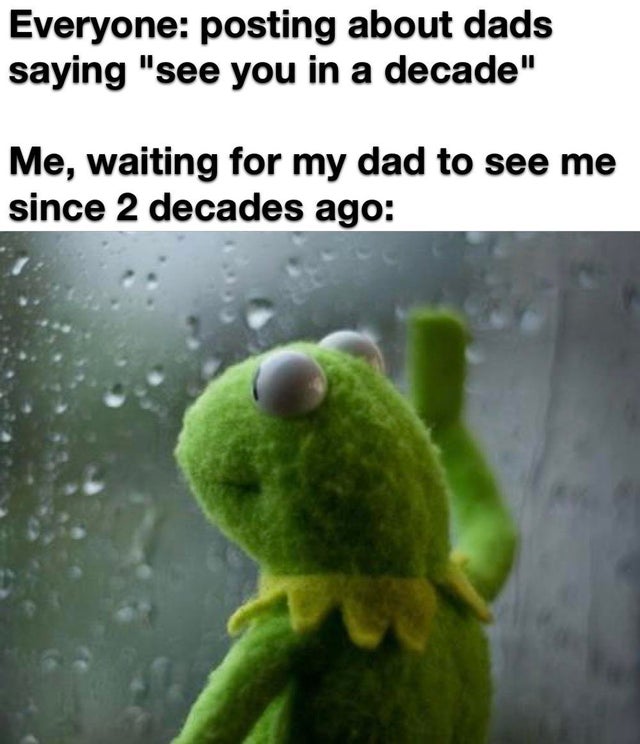 Everyone: posting about dads
saying "see you in a decade"
Me, waiting for my dad to see me
since 2 decades ago: